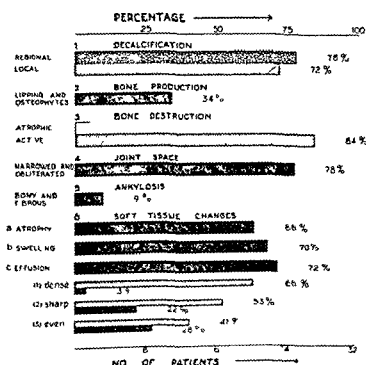 PERCENTAGE
25 50 75 100
1 DECALCIFICATION
REGIONAL 78 %
LOCAL 72 %
2 BONE PRODUCTION
LIPPING AND OSTEOPHYTES 34 %
3 BONE DESTRUCTION
ATROPHIC
ACTIVE 84 %
4 JOINT SPACE
NARROWED AND OBLITERATED 78 %
5 ANKYLOSIS
BONY AND FIBROUS 9 %
6 SOFT TISSUE CHANGES
a ATROPHY 66 %
b SWELLING 70 %
c EFFUSION 72 %
(1) dense 66 %
(2) sharp 53 %
22 %
(3) even
28 %
8 32
NO. OF PATIENTS